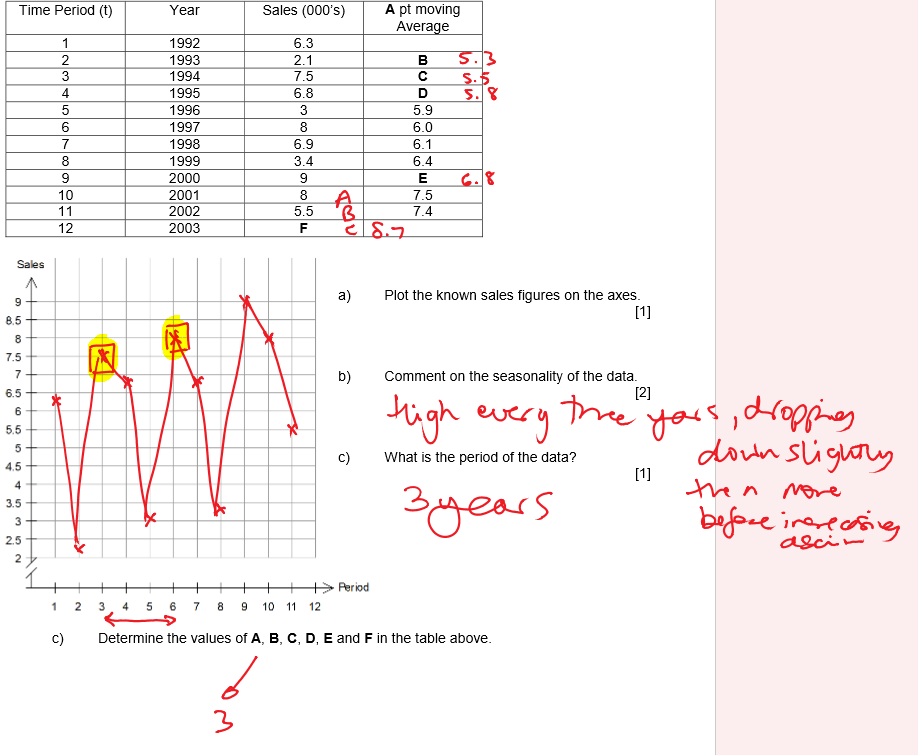 Time Period (t) Year Sales (000's) A pt moving
Average
1 1992 6.3
2 1993 2.1 B 5.3
3 1994 7.5 C 5.5
4 1995 6.8 D 5.8
5 1996 3 5.9
6 1997 8 6.0
7 1998 6.9 6.1
8 1999 3.4 6.4
9 2000 9 E 6.8
10 2001 8 A 7.5
11 2002 5.5 B 7.4
12 2003 F C 8.7
Sales
9
8.5
8
7.5
7
6.5
6
5.5
5
4.5
4
3.5
3
2.5
2
Period
1 2 3 4 5 6 7 8 9 10 11 12
a) Plot the known sales figures on the axes.
[1]
b) Comment on the seasonality of the data.
[2]
High every three years, dropping
down slightly
then more
before increasing
c) What is the period of the data?
[1]
3 years
c) Determine the values of A, B, C, D, E and F in the table above.
3